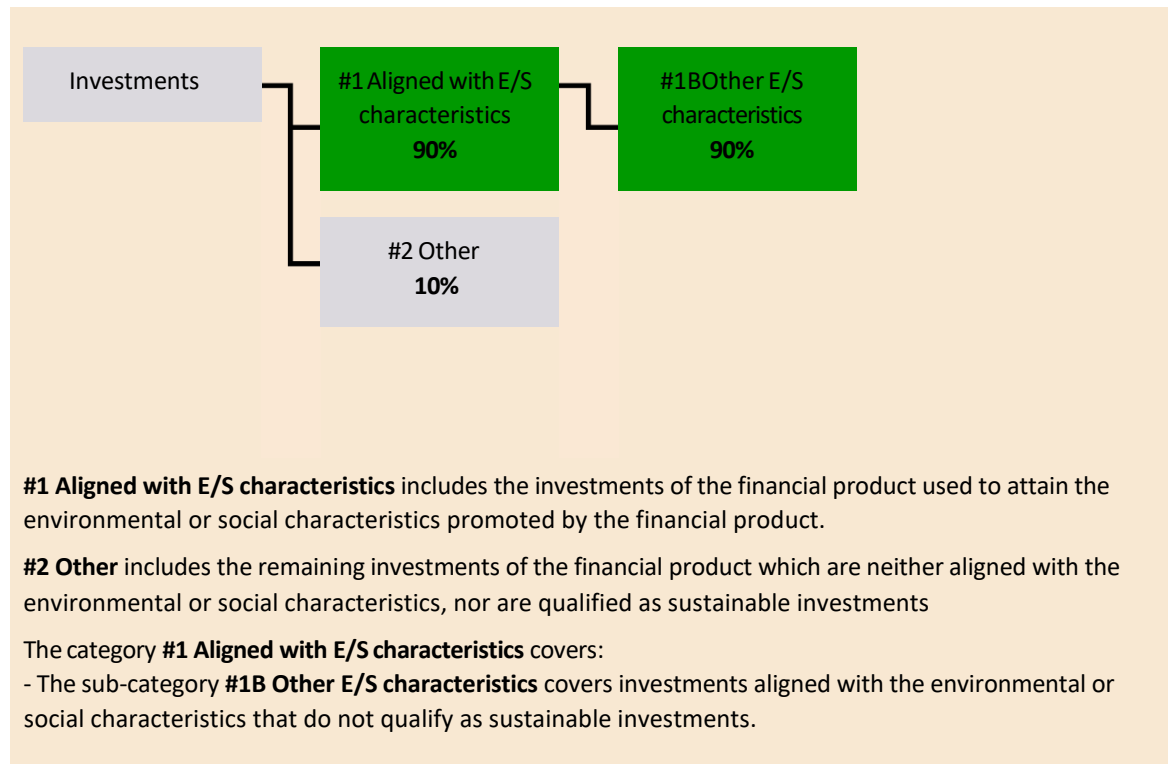 Investments
#1 Aligned with E/S
characteristics
90%
#1BOther E/S
characteristics
90%
#2 Other
10%
#1 Aligned with E/S characteristics includes the investments of the financial product used to attain the
environmental or social characteristics promoted by the financial product.
#2 Other includes the remaining investments of the financial product which are neither aligned with the
environmental or social characteristics, nor are qualified as sustainable investments
The category #1 Aligned with E/S characteristics covers:
- The sub-category #1B Other E/S characteristics covers investments aligned with the environmental or
social characteristics that do not qualify as sustainable investments.